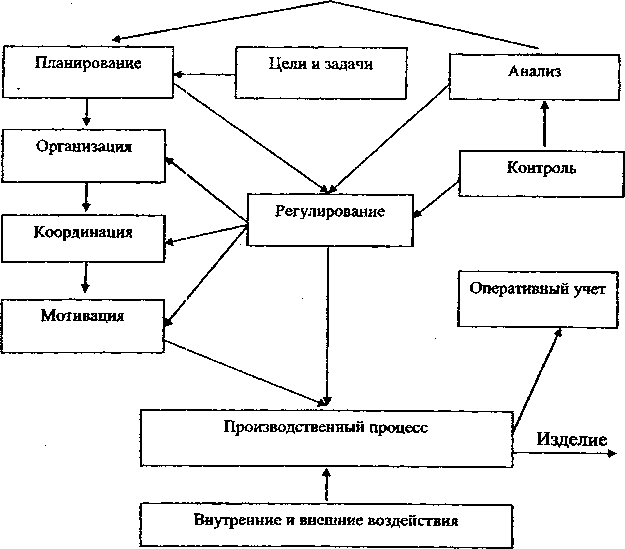 Планирование
Цели и задачи
Анализ
Организация
Контроль
Регулирование
Координация
Оперативный учет
Мотивация
Производственный процесс
Изделие
Внутренние и внешние воздействия